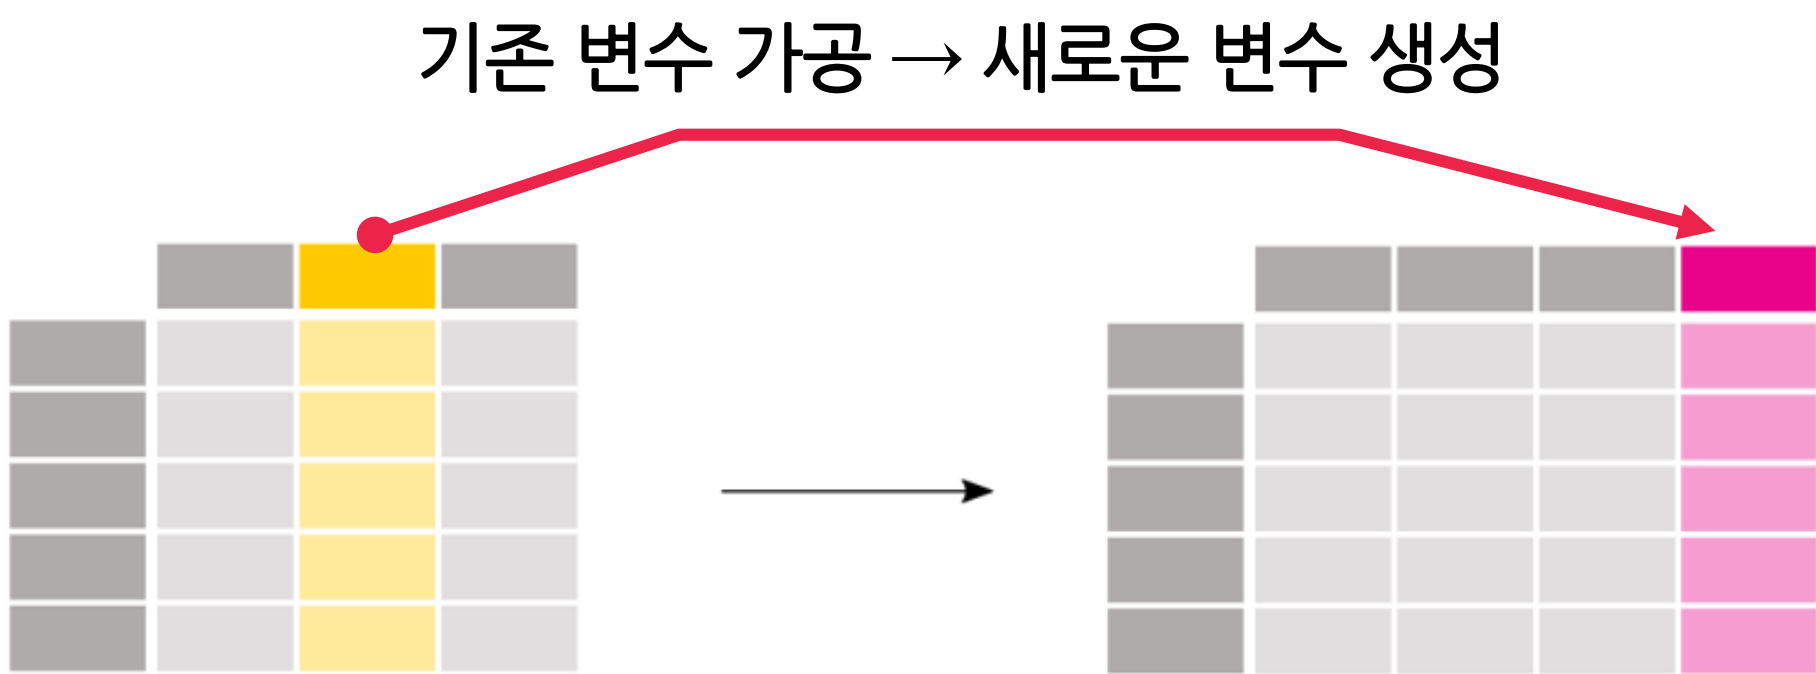 기존 변수 가공 → 새로운 변수 생성